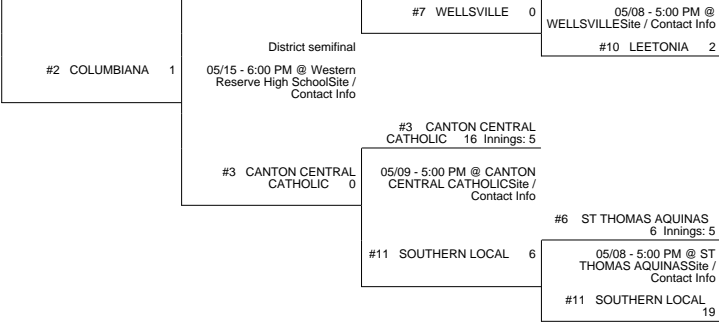 #7 WELLSVILLE 0
05/08 - 5:00 PM @
WELLSVILLESite / Contact Info
#10 LEETONIA 2
District semifinal
#2 COLUMBIANA 1
05/15 - 6:00 PM @ Western
Reserve High SchoolSite /
Contact Info
#3 CANTON CENTRAL
CATHOLIC 16 Innings: 5
#3 CANTON CENTRAL
CATHOLIC 0
05/09 - 5:00 PM @ CANTON
CENTRAL CATHOLICSite /
Contact Info
#6 ST THOMAS AQUINAS
6 Innings: 5
#11 SOUTHERN LOCAL 6
05/08 - 5:00 PM @ ST
THOMAS AQUINASSite /
Contact Info
#11 SOUTHERN LOCAL
19